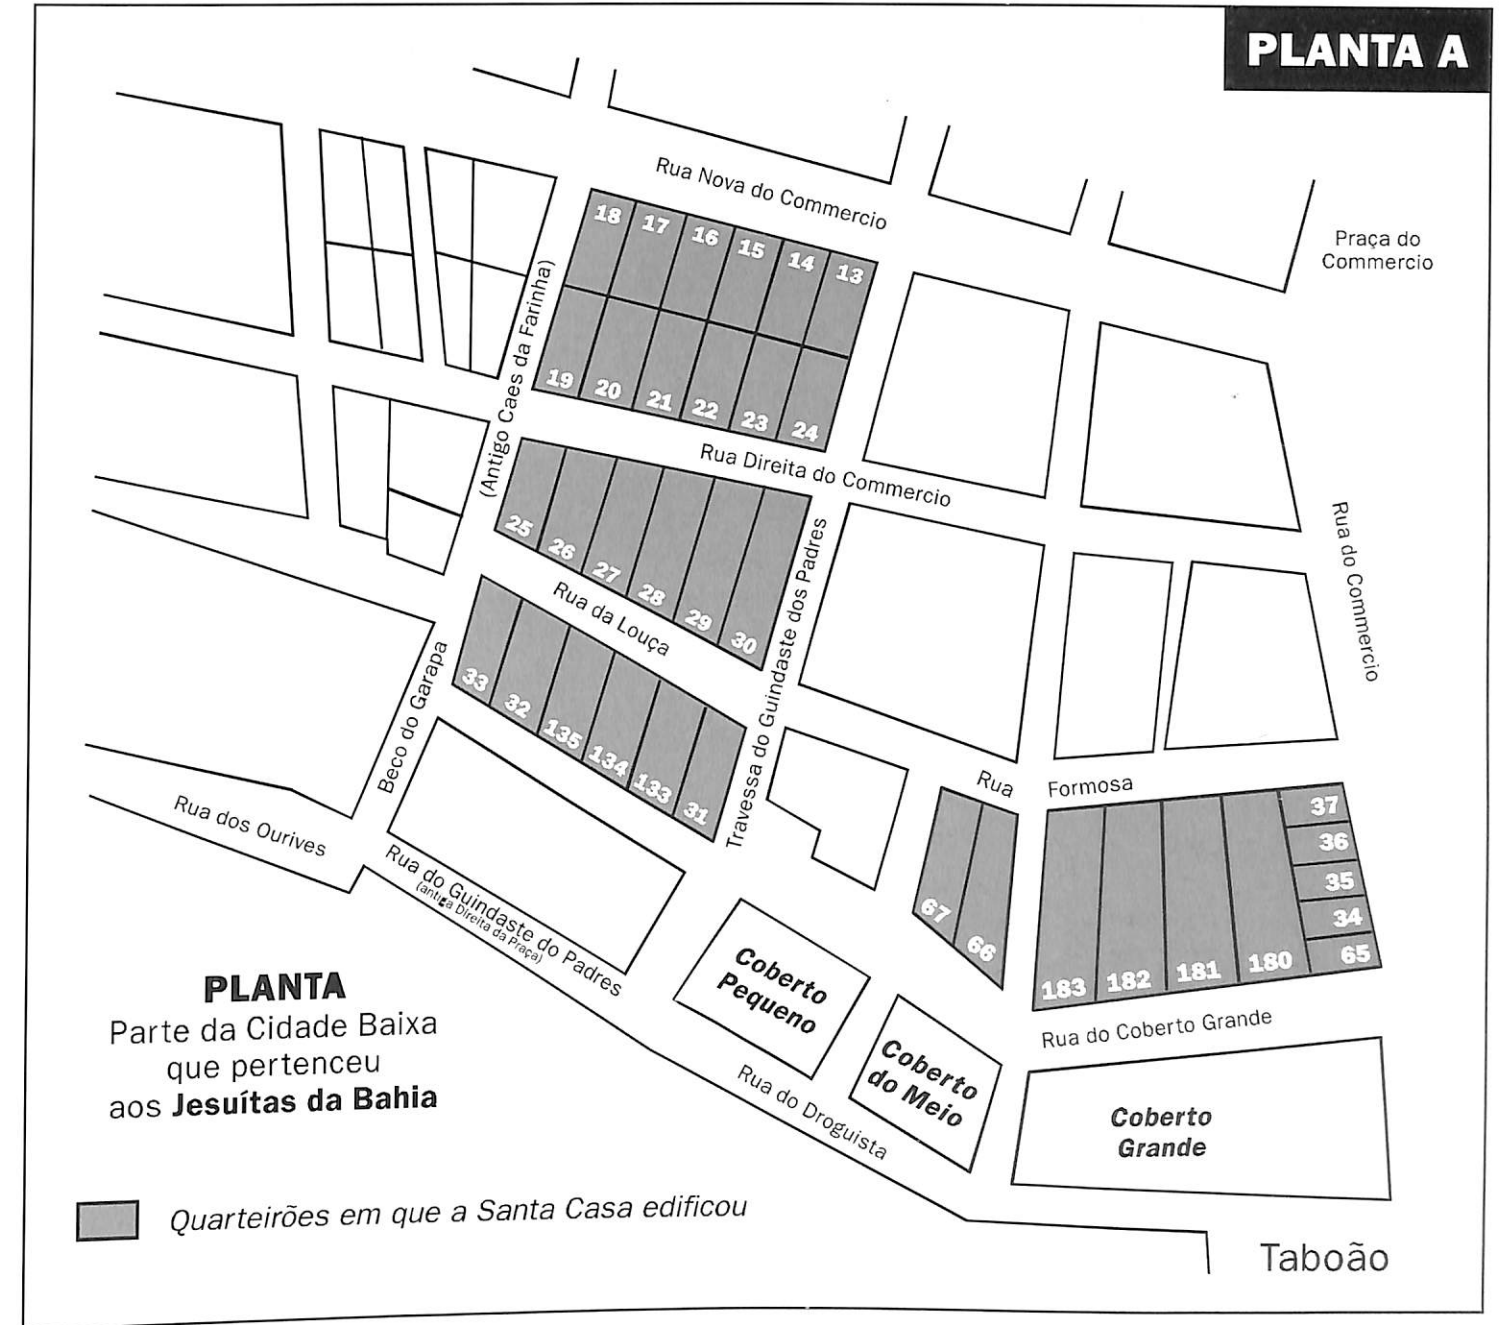 PLANTA A
Rua Nova do Commercio
Praça do
Commercio
18 17 16 15 14 13
19 20 21 22 23 24
(Antigo Caes da Farinha)
Rua Direita do Commercio
25 26 27 28 29 30
Rua da Louça
Travessa do Guindaste dos Padres
Rua do Commercio
33 32 135 134 133 31
Beco do Garapa
Rua Formosa
37
36
35
34
65
67 66
183 182 181 180
Rua dos Ourives
Rua do Guindaste do Padres
(antiga Direita da Praça)
Coberto
Pequeno
Rua do Coberto Grande
Coberto
do Meio
Coberto
Grande
Rua do Droguista
PLANTA
Parte da Cidade Baixa
que pertenceu
aos Jesuítas da Bahia
Quarteirões em que a Santa Casa edificou
Taboão